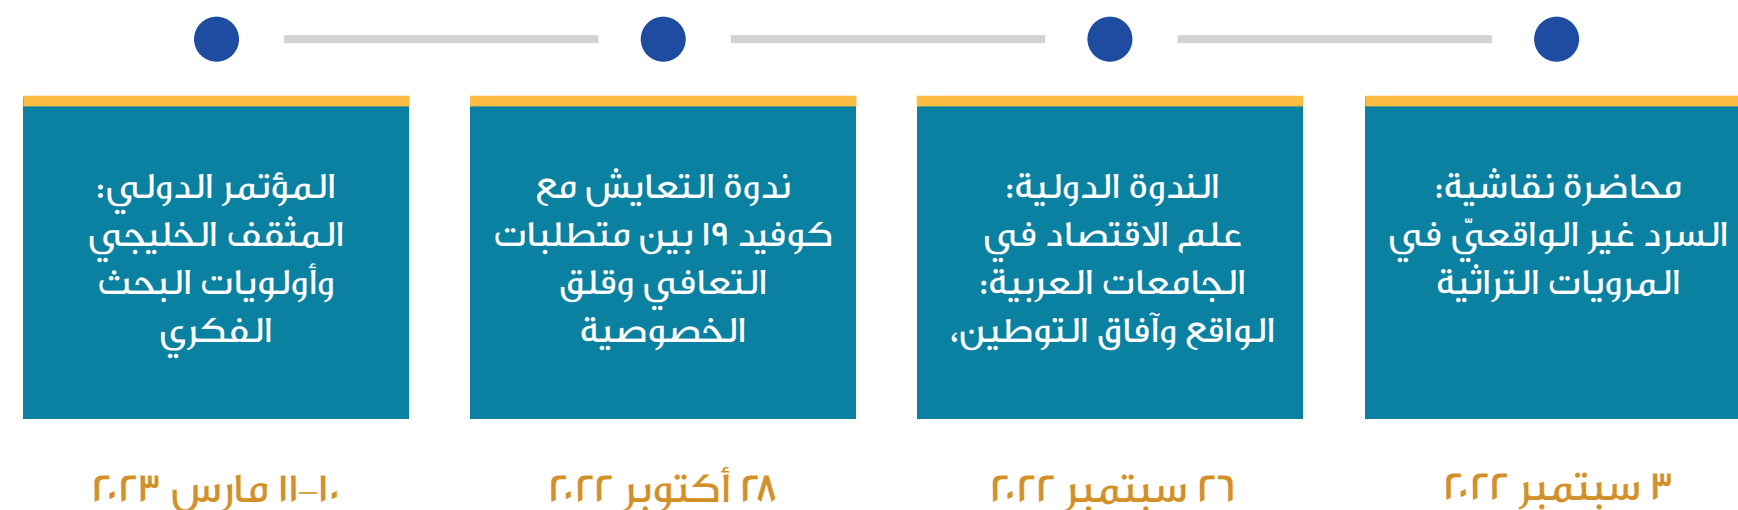 محاضرة نقاشية:
السرد غير الواقعيّ في
المرويات التراثية
٣ سبتمبر ٢٠٢٢
الندوة الدولية:
علم الاقتصاد في
الجامعات العربية:
الواقع وآفاق التوطين،
٢٦ سبتمبر ٢٠٢٢
ندوة التعايش مع
كوفيد ١٩ بين متطلبات
التعافي وقلق
الخصوصية
٢٨ أكتوبر ٢٠٢٢
المؤتمر الدولي:
المثقف الخليجي
وأولويات البحث
الفكري
١٠–١١ مارس ٢٠٢٣